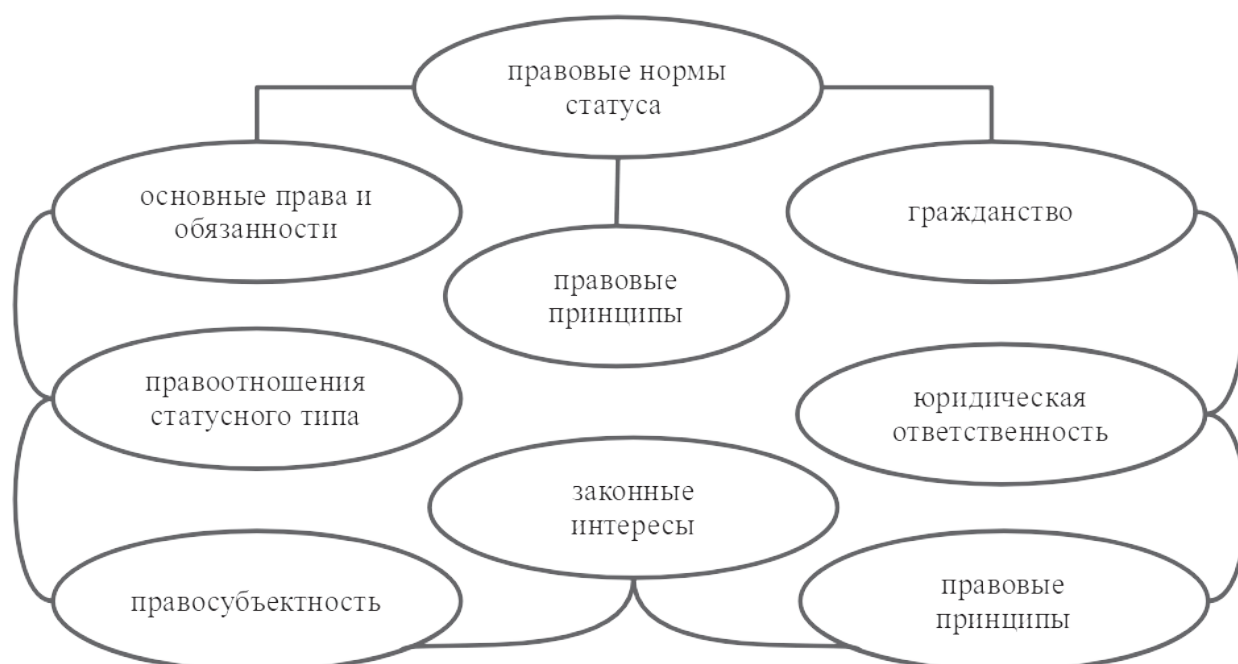 правовые нормы
статуса
основные права и
обязанности
гражданство
правовые
принципы
правоотношения
статусного типа
юридическая
ответственность
законные
интересы
правосубъектность
правовые
принципы